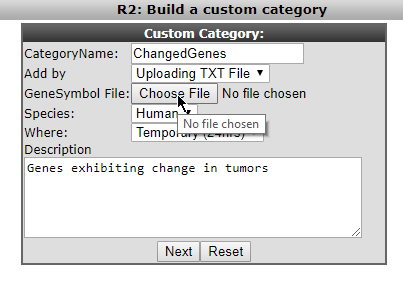 R2: Build a custom category
Custom Category:
CategoryName: ChangedGenes
Add by Uploading TXT File
GeneSymbol File: Choose File No file chosen
Species: Human
No file chosen
Where: Temporary (24hrs)
Description
Genes exhibiting change in tumors
Next Reset